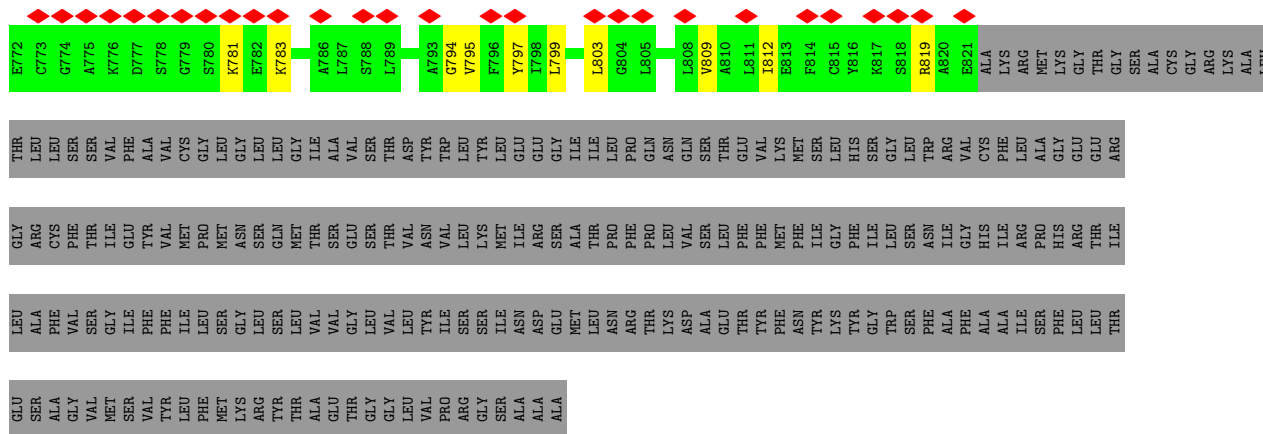 E772 C773 G774 A775 K776 D777 S778 G779 S780 K781 E782 K783 A786 L787 S788 L789 A793 G794 V795 F796 Y797 I798 L799 L803 G804 L805 L808 V809 A810 L811 I812 E813 F814 C815 Y816 K817 S818 R819 A820 E821 ALA LYS ARG MET LYS GLY THR GLY SER ALA CYS GLY ARG LYS ALA LEU
THR LEU LEU SER SER VAL PHE ALA VAL CYS GLY LEU GLY LEU LEU GLY ILE ALA VAL SER THR ASP TYR TRP LEU TYR LEU GLU GLU GLY ILE ILE LEU PRO GLN ASN GLN SER THR GLU VAL LYS MET SER LEU HIS SER GLY LEU TRP ARG VAL CYS PHE LEU ALA GLY GLU GLU ARG
GLY ARG CYS PHE THR ILE GLU TYR VAL MET PRO MET ASN SER GLN MET THR SER GLU SER THR VAL ASN VAL LEU LYS MET ILE ARG SER ALA THR PRO PHE PRO LEU VAL SER LEU PHE PHE MET PHE ILE GLY PHE ILE LEU SER ASN ILE GLY HIS ILE ARG PRO HIS ARG THR ILE
LEU ALA PHE VAL SER GLY ILE PHE PHE ILE LEU SER GLY LEU SER LEU VAL VAL GLY LEU VAL LEU TYR ILE SER SER ILE ASN ASP GLU MET LEU ASN ARG THR LYS ASP ALA GLU THR TYR PHE ASN TYR LYS TYR GLY TRP SER PHE ALA PHE ALA ALA ILE SER PHE LEU LEU THR
GLU SER ALA GLY VAL MET SER VAL TYR LEU PHE MET LYS ARG TYR THR ALA GLU THR GLY GLY LEU VAL PRO ARG GLY SER ALA ALA ALA